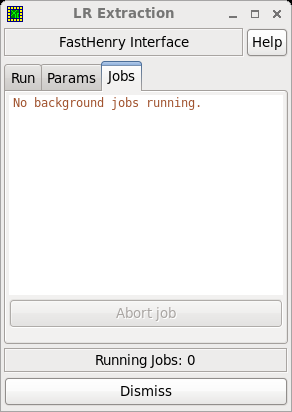 LR Extraction
FastHenry Interface
Help
Run
Params
Jobs
No background jobs running.
Abort job
Running Jobs: 0
Dismiss